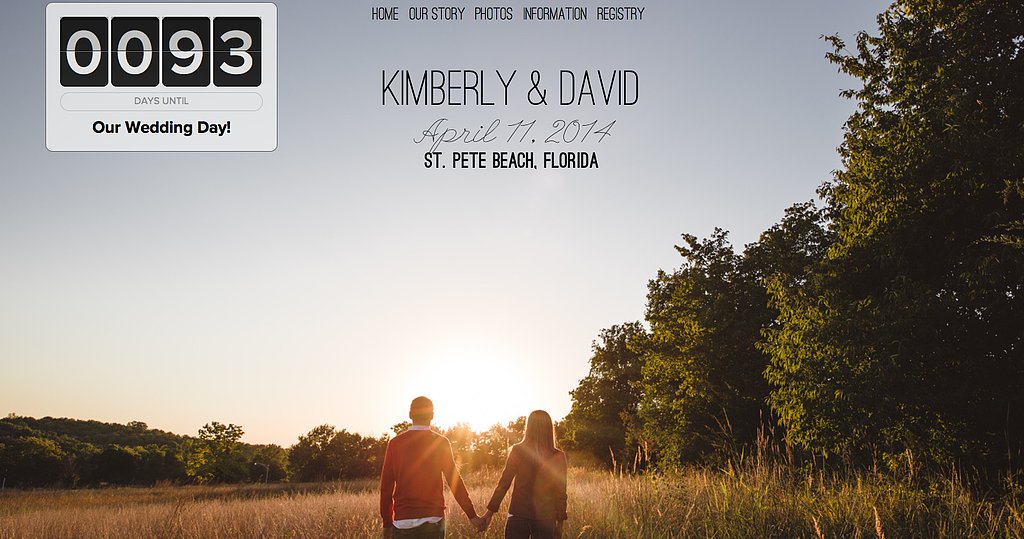 HOME OUR STORY PHOTOS INFORMATION REGISTRY
0093
DAYS UNTIL
Our Wedding Day!
KIMBERLY & DAVID
April 11, 2014
ST. PETE BEACH, FLORIDA